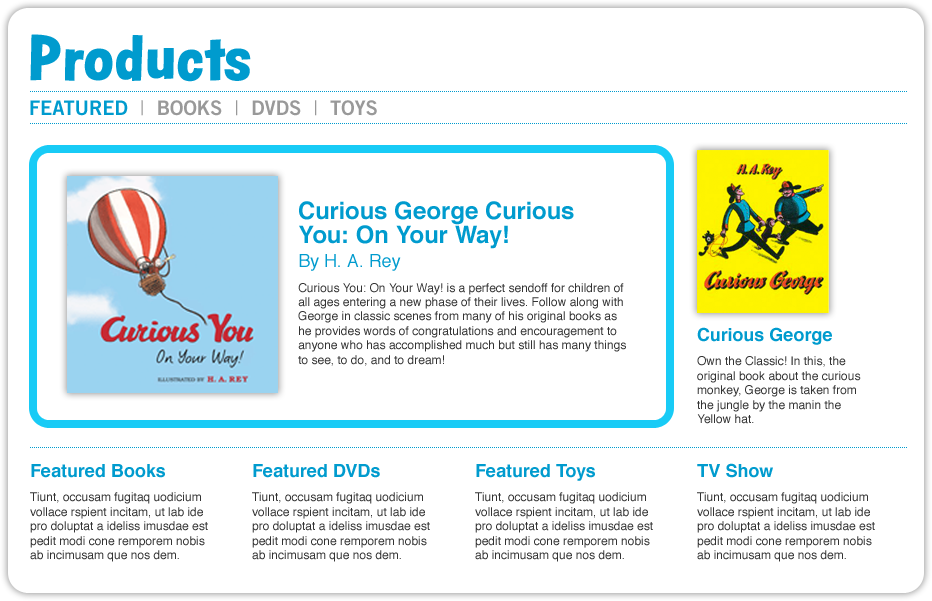 Products
FEATURED | BOOKS | DVDS | TOYS
Curious You
On Your Way!
ILLUSTRATED BY H. A. REY
Curious George Curious
You: On Your Way!
By H. A. Rey
Curious You: On Your Way! is a perfect sendoff for children of
all ages entering a new phase of their lives. Follow along with
George in classic scenes from many of his original books as
he provides words of congratulations and encouragement to
anyone who has accomplished much but still has many things
to see, to do, and to dream!
H. A. Rey
Curious George
Curious George
Own the Classic! In this, the
original book about the curious
monkey, George is taken from
the jungle by the manin the
Yellow hat.
Featured Books
Tiunt, occusam fugitaq uodicium
vollace rspient incitam, ut lab ide
pro doluptat a ideliss imusdae est
pedit modi cone remporem nobis
ab incimusam que nos dem.
Featured DVDs
Tiunt, occusam fugitaq uodicium
vollace rspient incitam, ut lab ide
pro doluptat a ideliss imusdae est
pedit modi cone remporem nobis
ab incimusam que nos dem.
Featured Toys
Tiunt, occusam fugitaq uodicium
vollace rspient incitam, ut lab ide
pro doluptat a ideliss imusdae est
pedit modi cone remporem nobis
ab incimusam que nos dem.
TV Show
Tiunt, occusam fugitaq uodicium
vollace rspient incitam, ut lab ide
pro doluptat a ideliss imusdae est
pedit modi cone remporem nobis
ab incimusam que nos dem.